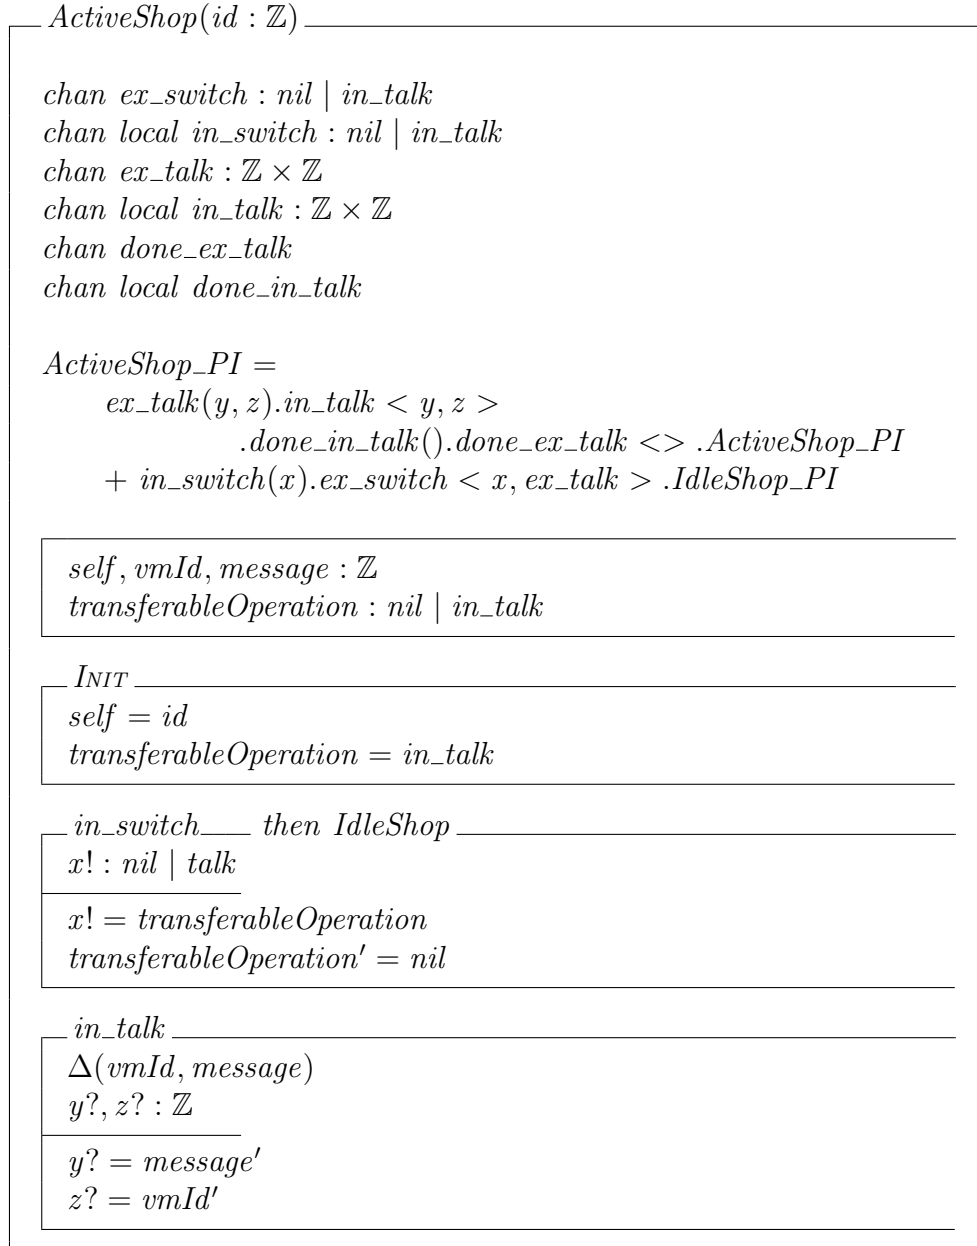 ActiveShop(id : ℤ)
chan ex_switch : nil | in_talk
chan local in_switch : nil | in_talk
chan ex_talk : ℤ × ℤ
chan local in_talk : ℤ × ℤ
chan done_ex_talk
chan local done_in_talk
ActiveShop_PI =
ex_talk(y, z).in_talk < y, z >
.done_in_talk().done_ex_talk <> .ActiveShop_PI
+ in_switch(x).ex_switch < x, ex_talk > .IdleShop_PI
self, vmId, message : ℤ
transferableOperation : nil | in_talk
INIT
self = id
transferableOperation = in_talk
in_switch then IdleShop
x! : nil | talk
x! = transferableOperation
transferableOperation′ = nil
in_talk
Δ(vmId, message)
y?, z? : ℤ
y? = message′
z? = vmId′